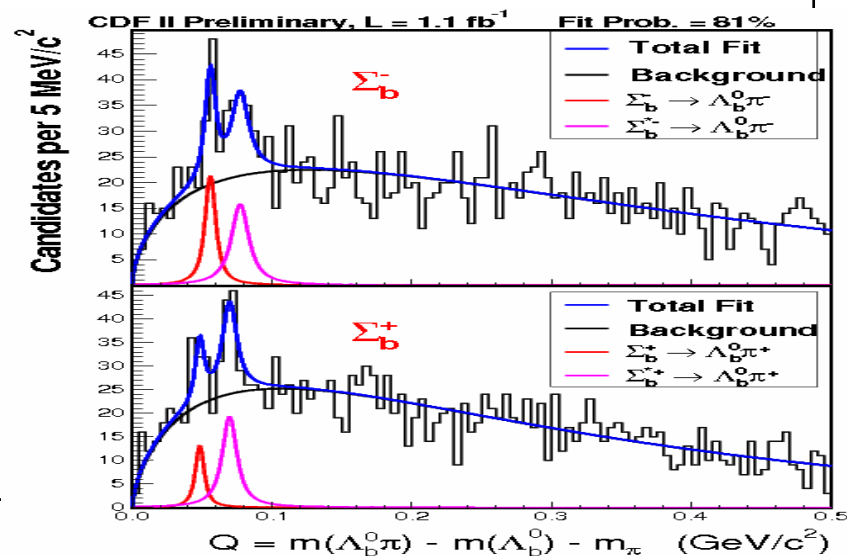 CDF II Preliminary, L = 1.1 fb⁻¹ Fit Prob. = 81%
Candidates per 5 MeV/c²
45
40
35
30
25
20
15
10
5
Σb⁻
Total Fit
Background
Σb⁻ → Λb⁰π⁻
Σb*⁻ → Λb⁰π⁻
45
40
35
30
25
20
15
10
5
0
Σb⁺
Total Fit
Background
Σb⁺ → Λb⁰π⁺
Σb*⁺ → Λb⁰π⁺
0.0 0.1 0.2 0.3 0.4 0.5
Q = m(Λb⁰π) - m(Λb⁰) - mπ (GeV/c²)